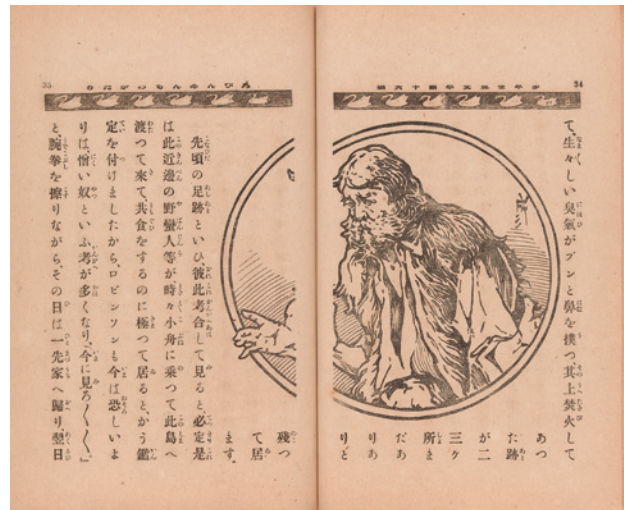 34
て、生々しい臭氣がプンと鼻を撲つ其上焚火して
あつ
た跡
が二
三ヶ
所ま
だあ
りあ
りと
35
殘つ
て居
ます。
先頃の足跡といひ、彼此考合して見ると、必定是
は此近邊の野蠻人等が時々小舟に乘つて此島へ
渡つて來て、共食をするのに極つて居ると、かう鑑
定を付けましたから、ロビンソンも今は恐しいよ
りは、憎い奴といふ考が多くなり、『今に見ろ〱〱。』
と、腕拳を擦りながら、その日は一先家へ歸り、翌日